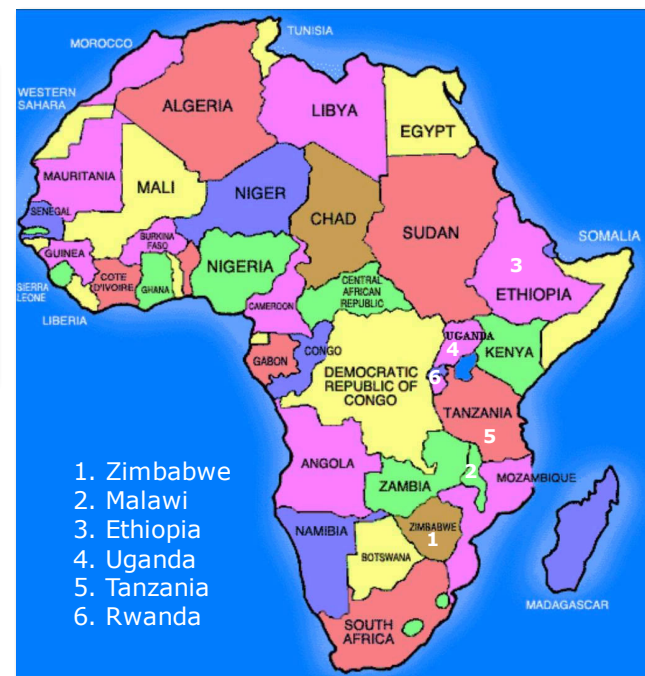 TUNISIA
MOROCCO
WESTERN
SAHARA
ALGERIA
LIBYA
EGYPT
MAURITANIA
MALI
NIGER
CHAD
SUDAN
SENEGAL
BURKINA
FASO
GUINEA
NIGERIA
SOMALIA
3
ETHIOPIA
SIERRA
LEONE
COTE
D'IVOIRE
GHANA
LIBERIA
CAMEROON
CENTRAL
AFRICAN
REPUBLIC
UGANDA
4
KENYA
GABON
CONGO
DEMOCRATIC
REPUBLIC OF
CONGO
6
TANZANIA
5
ANGOLA
ZAMBIA
2
MOZAMBIQUE
1. Zimbabwe
2. Malawi
3. Ethiopia
4. Uganda
5. Tanzania
6. Rwanda
NAMIBIA
ZIMBABWE
1
BOTSWANA
MADAGASCAR
SOUTH
AFRICA